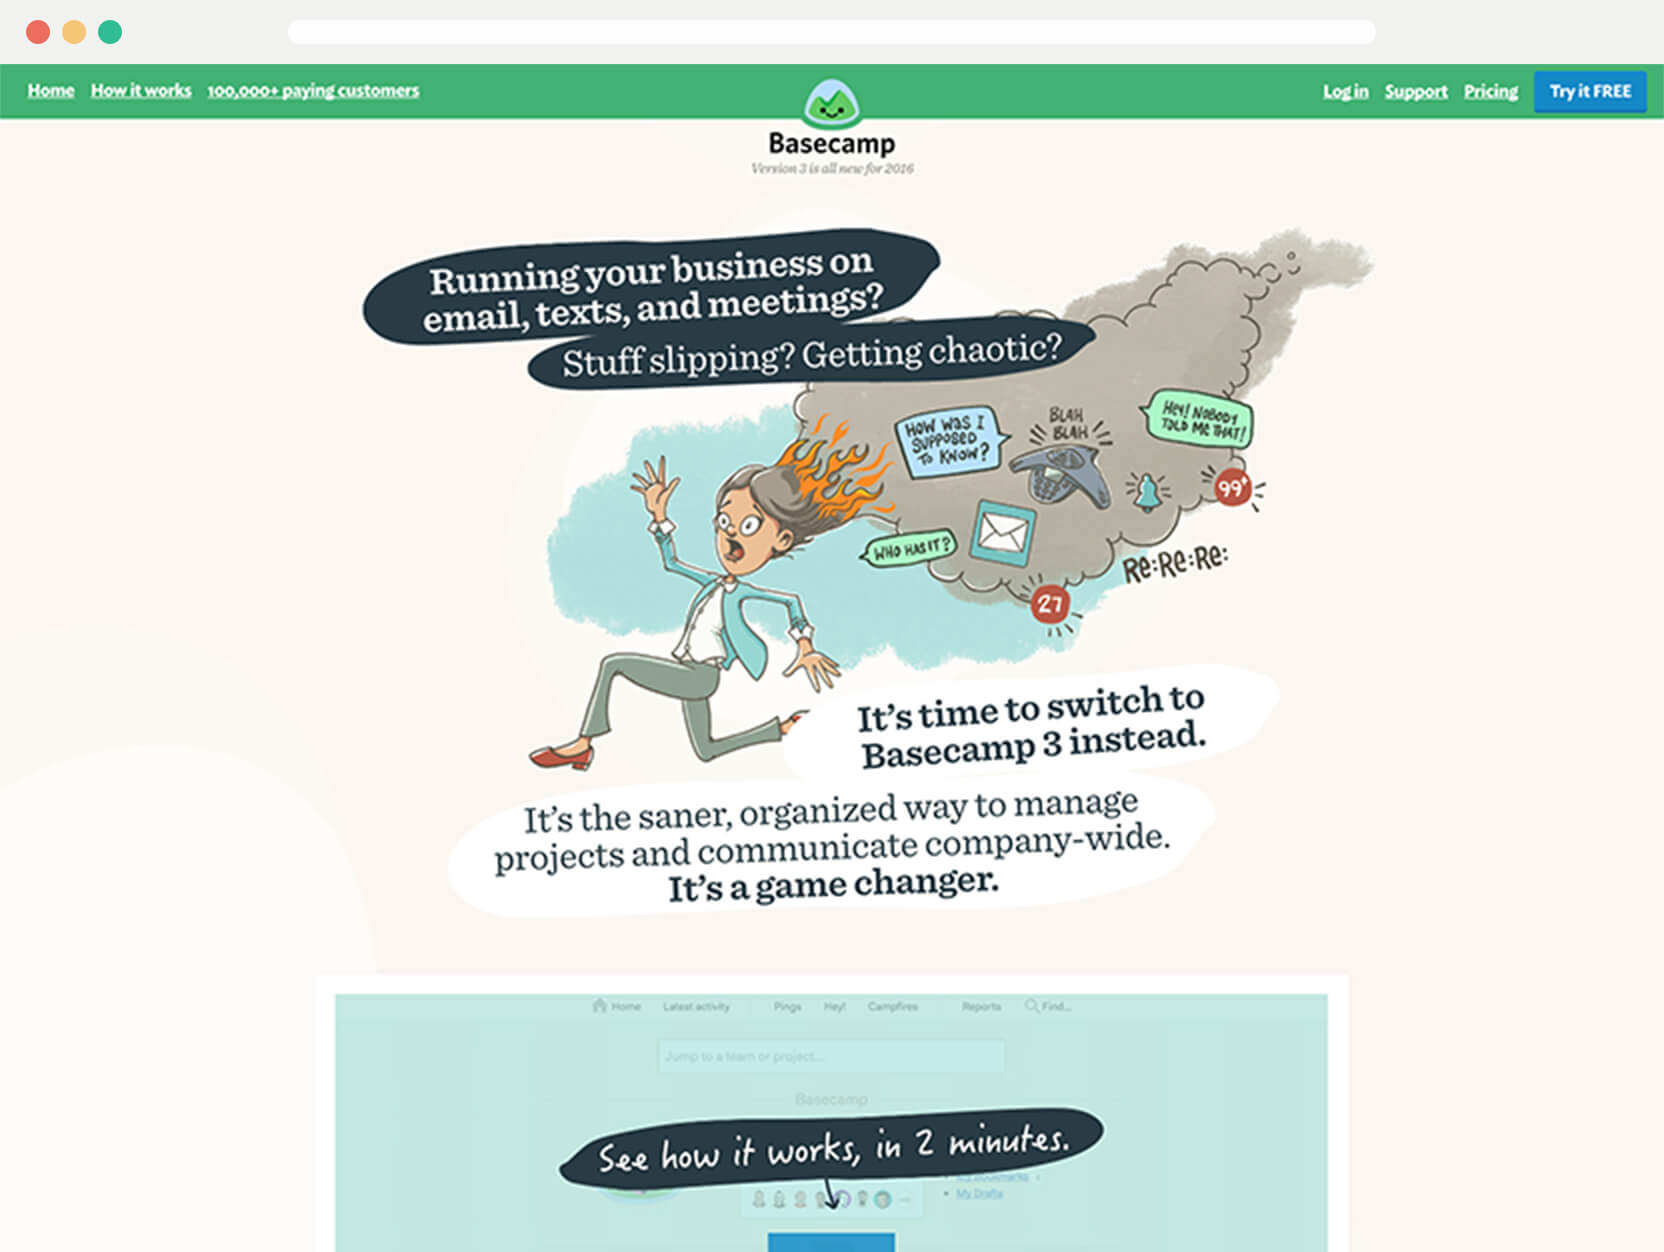 Home How it works 100,000+ paying customers
Log in Support Pricing Try it FREE
Basecamp
Version 3 is all new for 2016
Running your business on
email, texts, and meetings?
Stuff slipping? Getting chaotic?
HOW WAS I
SUPPOSED
TO KNOW?
BLAH
BLAH
HEY! NOBODY
TOLD ME THAT!
99+
WHO HAS IT?
Re:Re:Re:
27
It's time to switch to
Basecamp 3 instead.
It's the saner, organized way to manage
projects and communicate company-wide.
It's a game changer.
Home Latest activity Pings Hey! Campfires Reports Find...
Jump to a team or project...
Basecamp
See how it works, in 2 minutes.
My Drafts